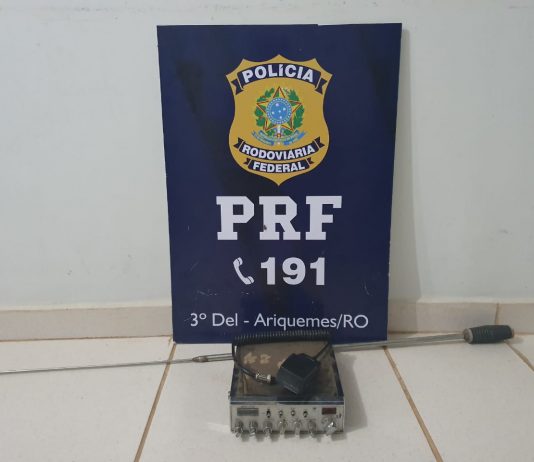 POLÍCIA
RODOVIÁRIA
FEDERAL
PRF
191
3º Del - Ariquemes/RO